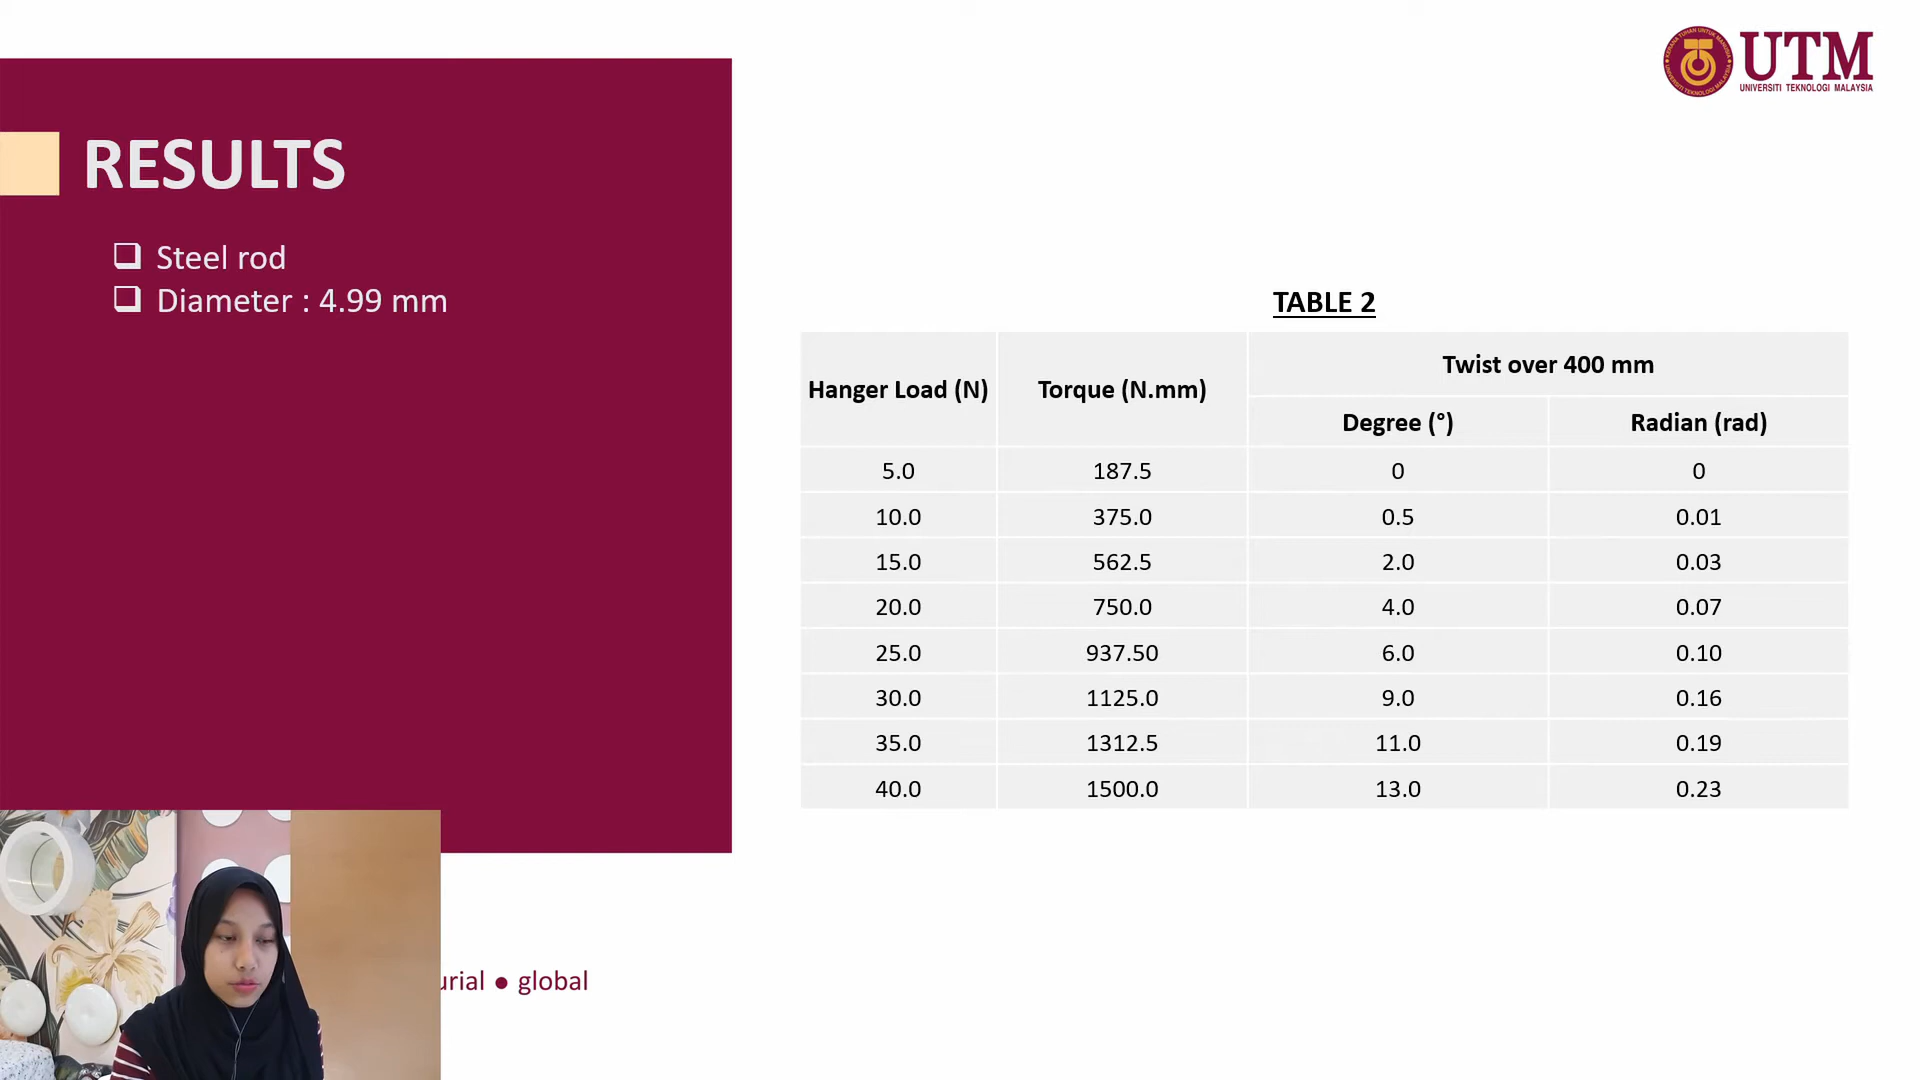 UTM
UNIVERSITI TEKNOLOGI MALAYSIA
RESULTS
❑ Steel rod
❑ Diameter : 4.99 mm
TABLE 2
Hanger Load (N) Torque (N.mm) Twist over 400 mm
Degree (°) Radian (rad)
5.0 187.5 0 0
10.0 375.0 0.5 0.01
15.0 562.5 2.0 0.03
20.0 750.0 4.0 0.07
25.0 937.50 6.0 0.10
30.0 1125.0 9.0 0.16
35.0 1312.5 11.0 0.19
40.0 1500.0 13.0 0.23
urial ● global